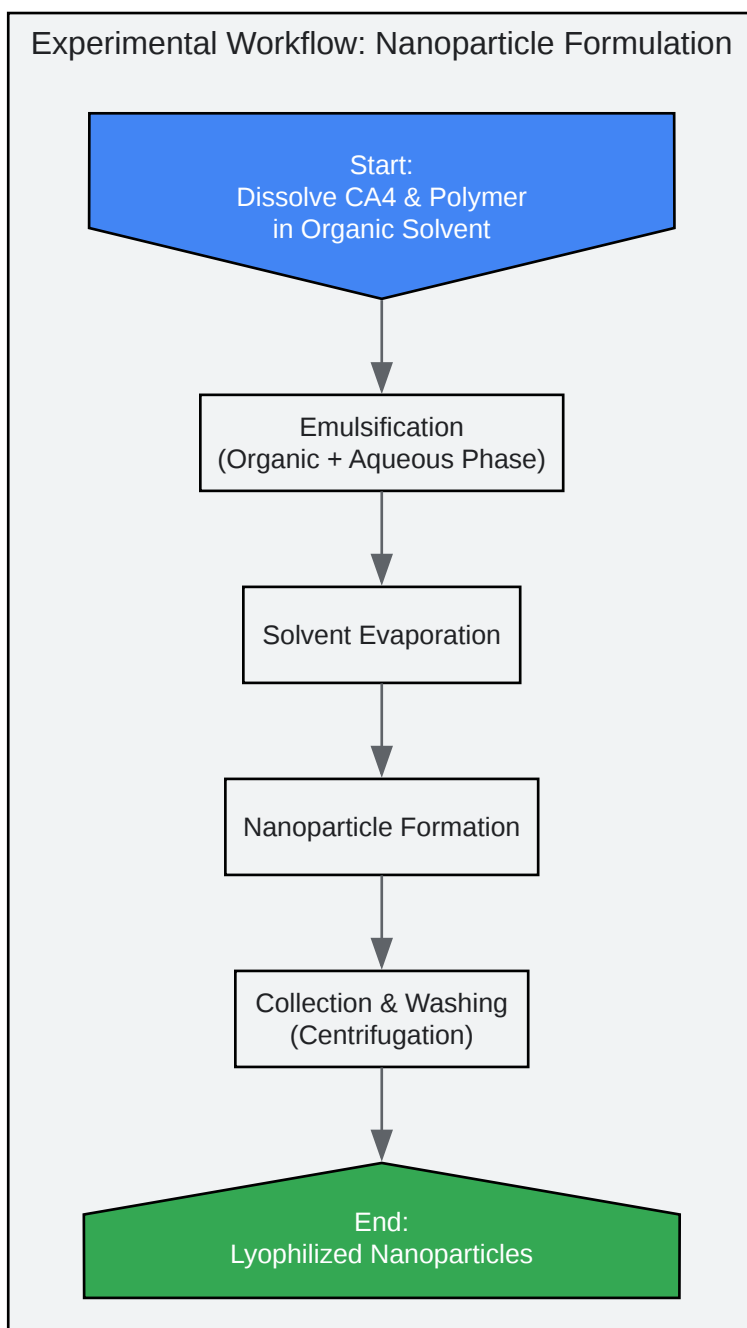 Experimental Workflow: Nanoparticle Formulation
Start:
Dissolve CA4 & Polymer
in Organic Solvent
Emulsification
(Organic + Aqueous Phase)
Solvent Evaporation
Nanoparticle Formation
Collection & Washing
(Centrifugation)
End:
Lyophilized Nanoparticles